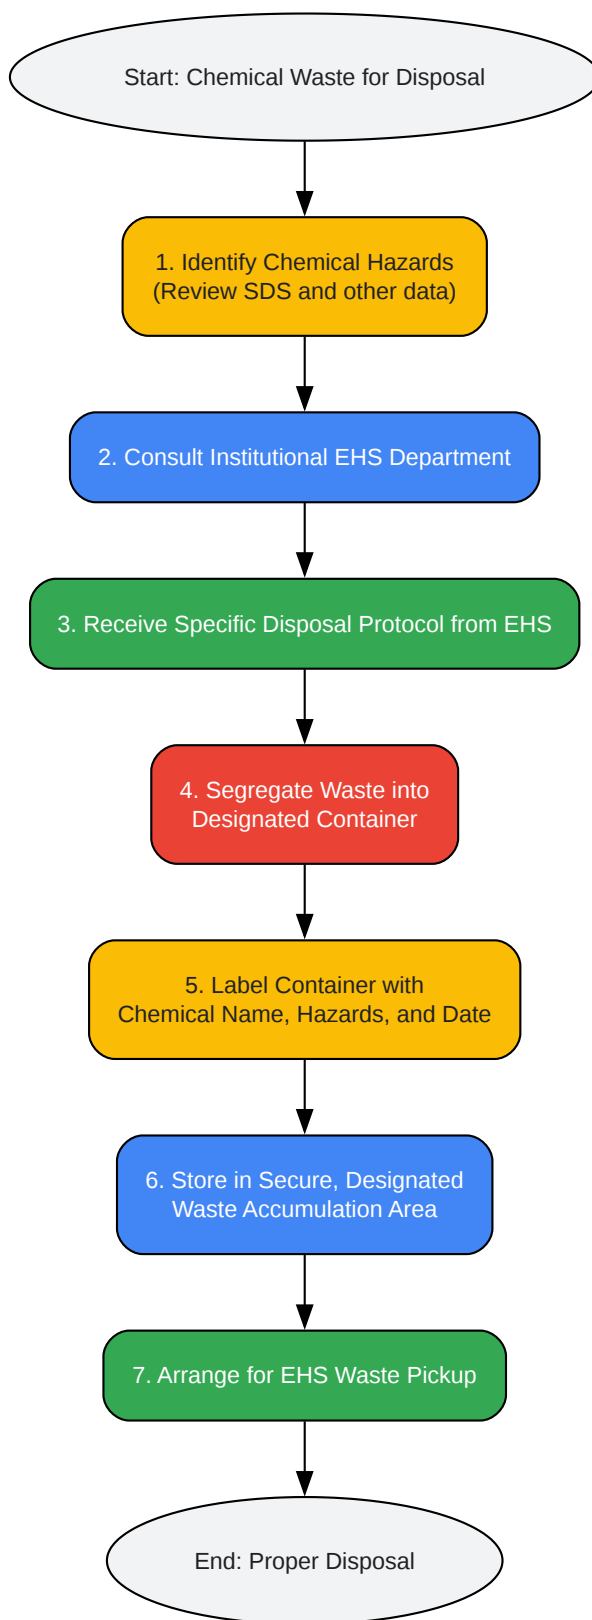 Start: Chemical Waste for Disposal
1. Identify Chemical Hazards
(Review SDS and other data)
2. Consult Institutional EHS Department
3. Receive Specific Disposal Protocol from EHS
4. Segregate Waste into
Designated Container
5. Label Container with
Chemical Name, Hazards, and Date
6. Store in Secure, Designated
Waste Accumulation Area
7. Arrange for EHS Waste Pickup
End: Proper Disposal